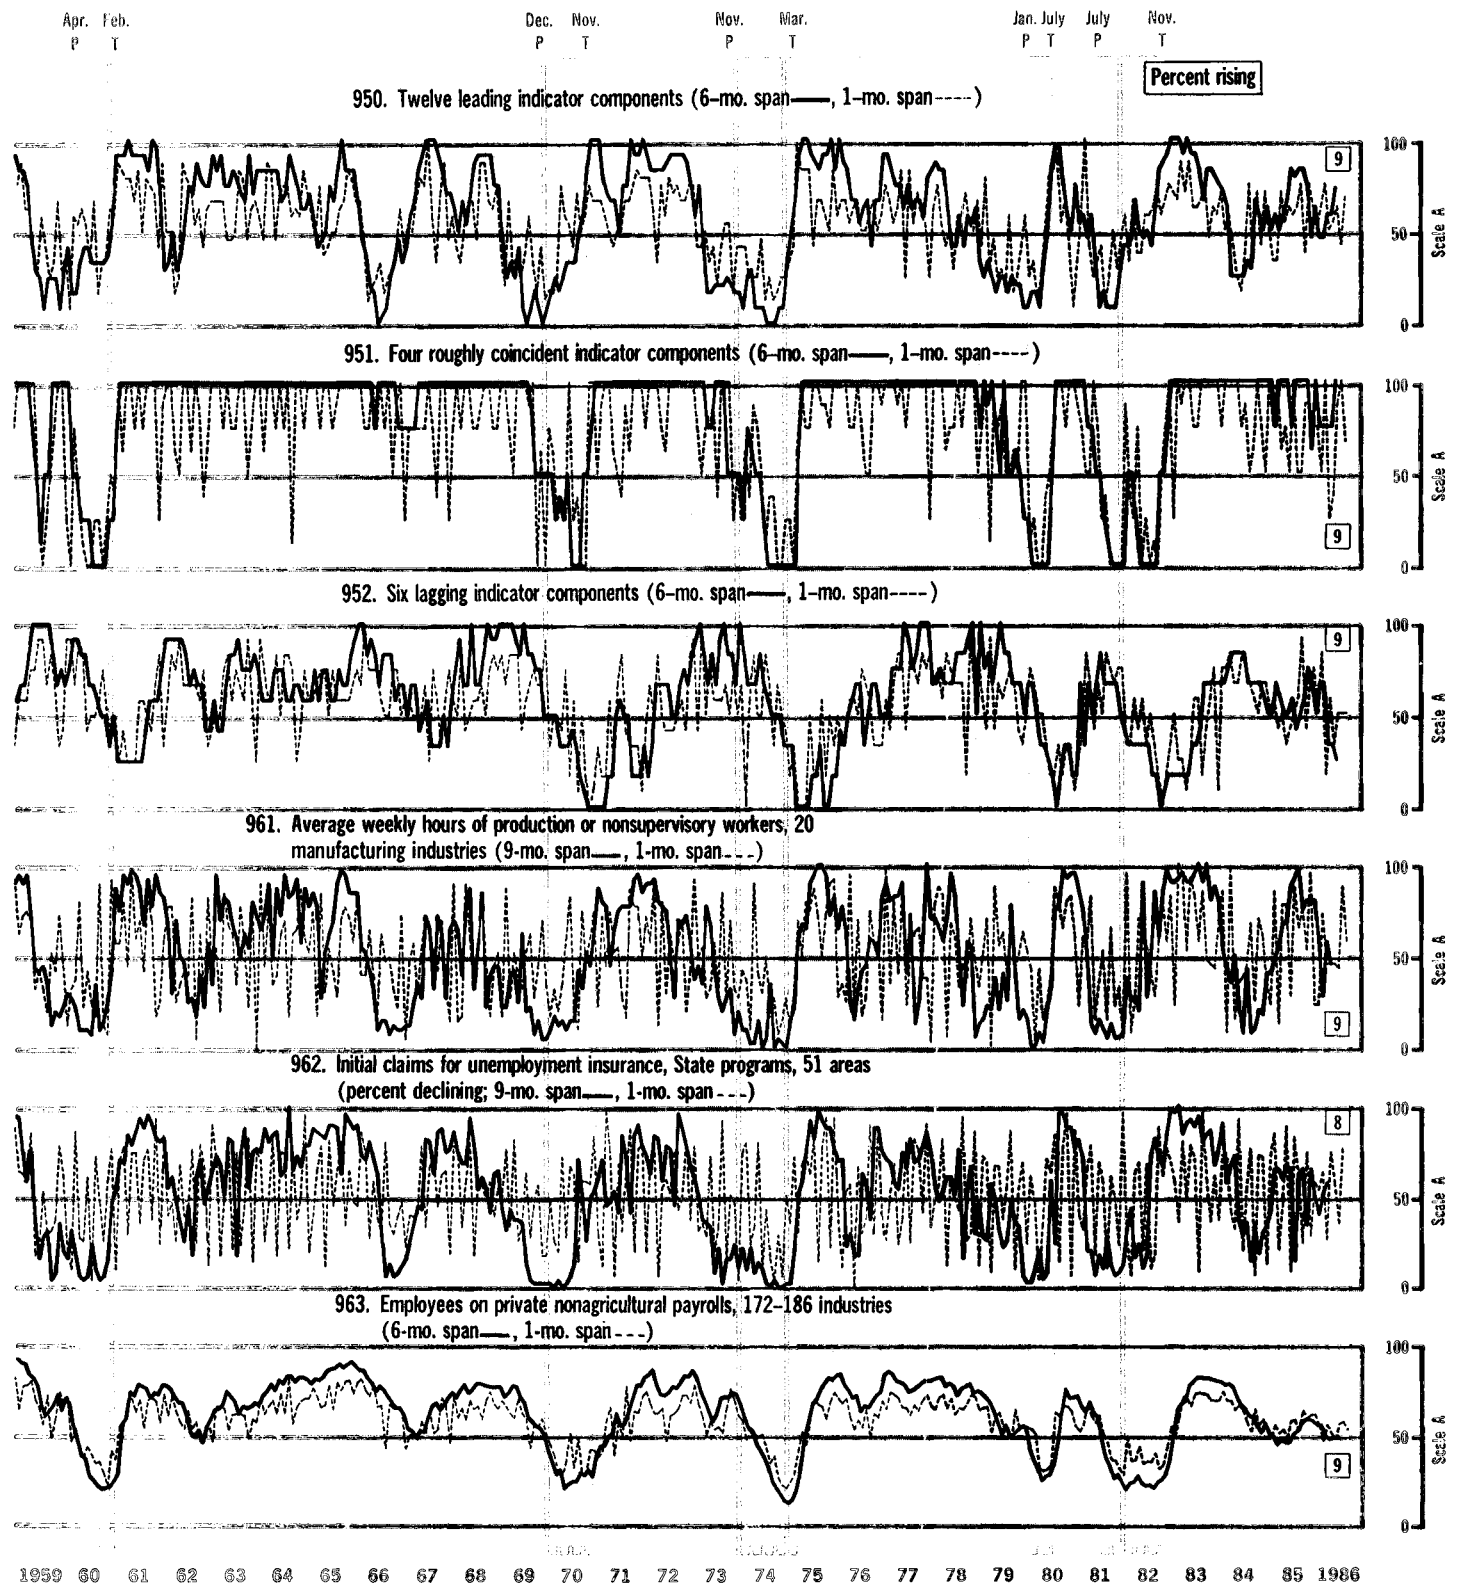 Apr. Feb. Dec. Nov. Nov. Mar. Jan. July July Nov.
P T P T P T P T P T
Percent rising
950. Twelve leading indicator components (6-mo. span——, 1-mo. span-----)
100
9
50
Scale A
0
951. Four roughly coincident indicator components (6-mo. span——, 1-mo. span----)
100
50
Scale A
9
0
952. Six lagging indicator components (6-mo. span——, 1-mo. span----)
100
9
50
Scale A
0
961. Average weekly hours of production or nonsupervisory workers, 20
manufacturing industries (9-mo. span——, 1-mo. span---)
100
50
Scale A
9
0
962. Initial claims for unemployment insurance, State programs, 51 areas
(percent declining; 9-mo. span——, 1-mo. span---)
100
8
50
Scale A
0
963. Employees on private nonagricultural payrolls, 172-186 industries
(6-mo. span——, 1-mo. span---)
100
50
Scale A
9
0
1959 60 61 62 63 64 65 66 67 68 69 70 71 72 73 74 75 76 77 78 79 80 81 82 83 84 85 1986